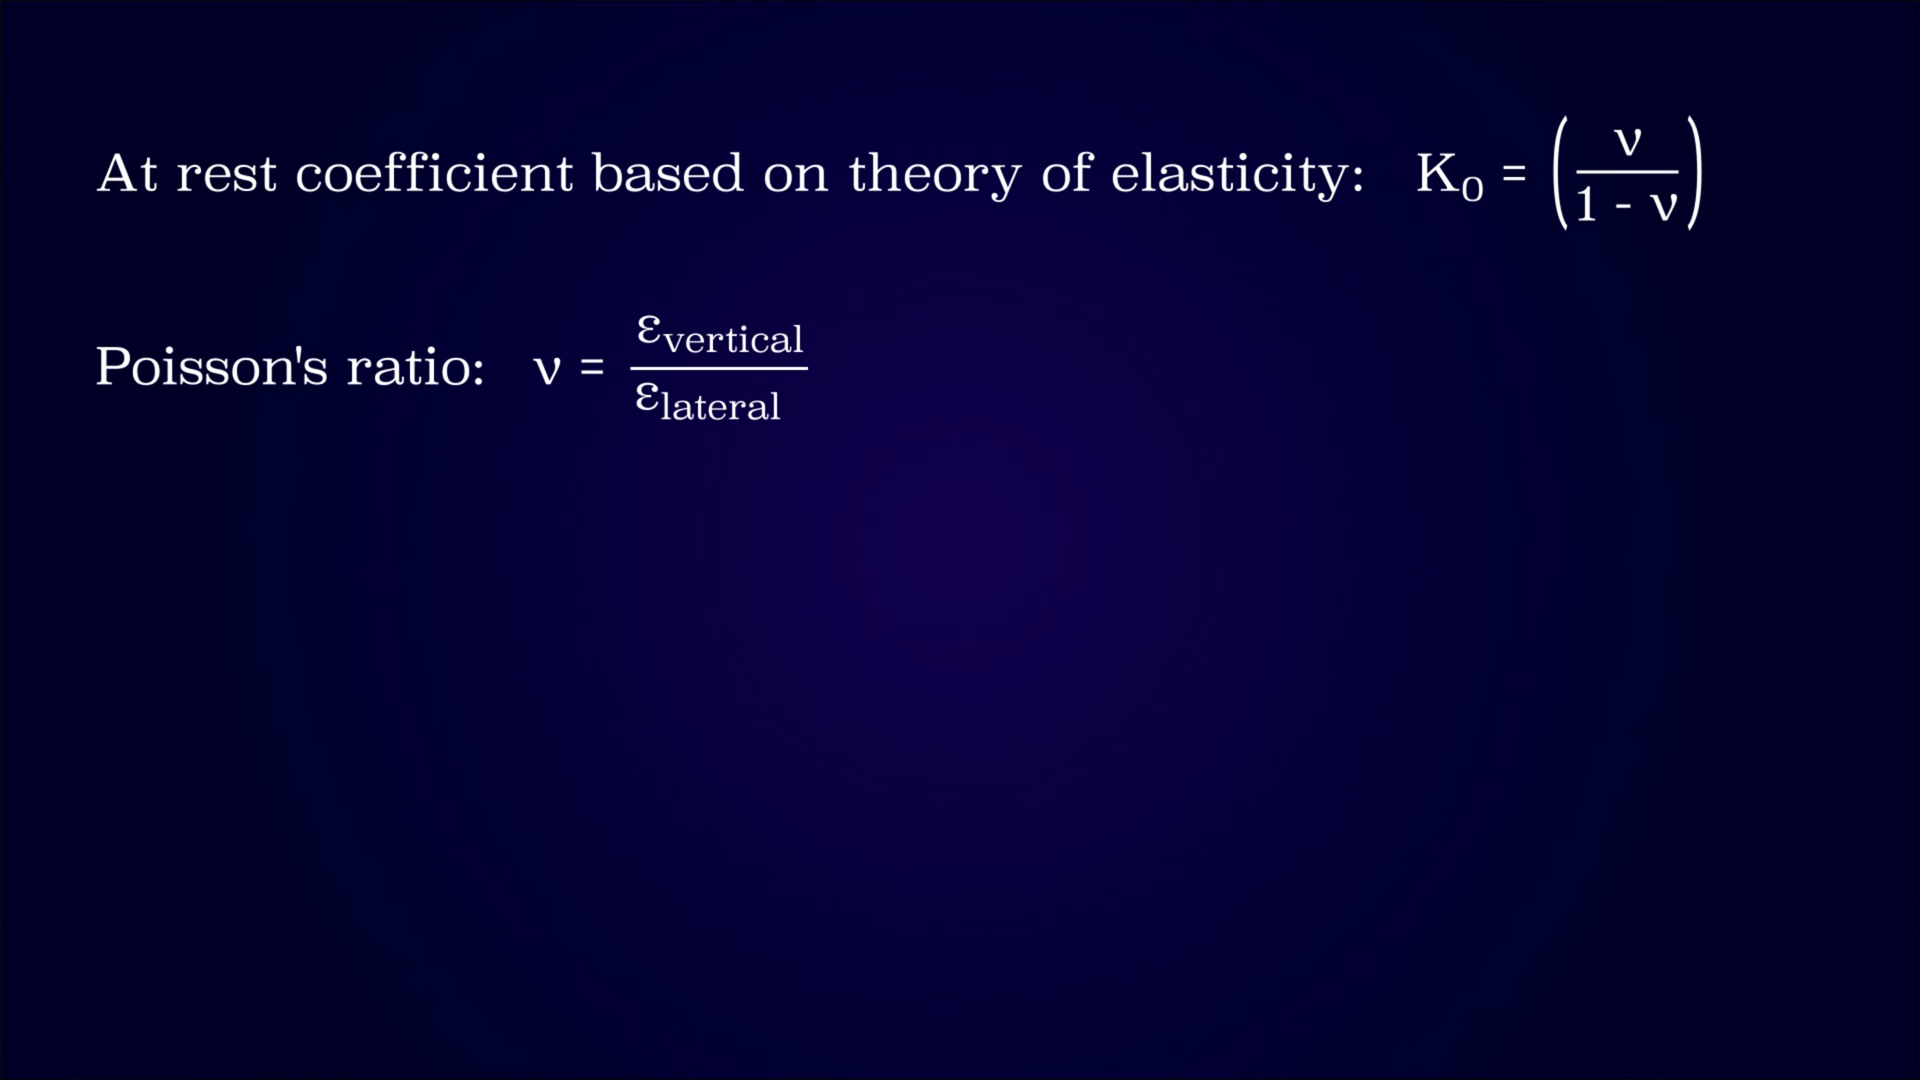 At rest coefficient based on theory of elasticity: K₀ = (ν / 1 - ν)
Poisson's ratio: ν = ε_vertical / ε_lateral